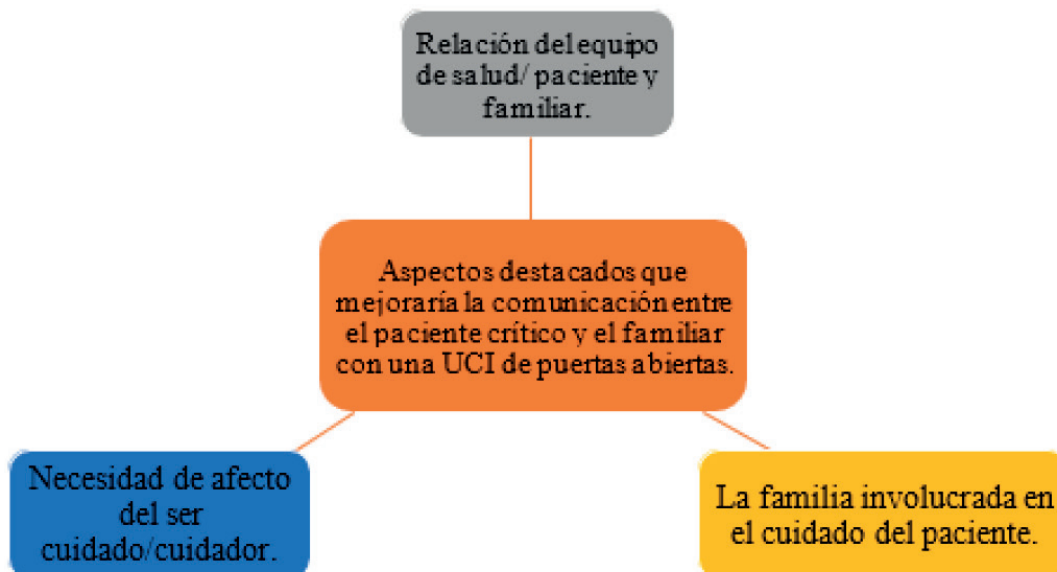 Relación del equipo
de salud/ paciente y
familiar.
Aspectos destacados que
mejoraría la comunicación entre
el paciente crítico y el familiar
con una UCI de puertas abiertas.
Necesidad de afecto
del ser
cuidado/cuidador.
La familia involucrada en
el cuidado del paciente.